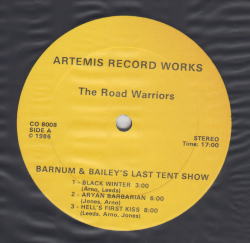 ARTEMIS RECORD WORKS
The Road Warriors
CO 8005
SIDE A
© 1986
STEREO
Time: 17:00
BARNUM & BAILEY'S LAST TENT SHOW
1 - BLACK WINTER 3:00
(Arno, Leeds)
2 - ARYAN BARBARIAN 6:00
(Jones, Arno)
3 - HELL'S FIRST KISS 8:00
(Leeds, Arno, Jones)